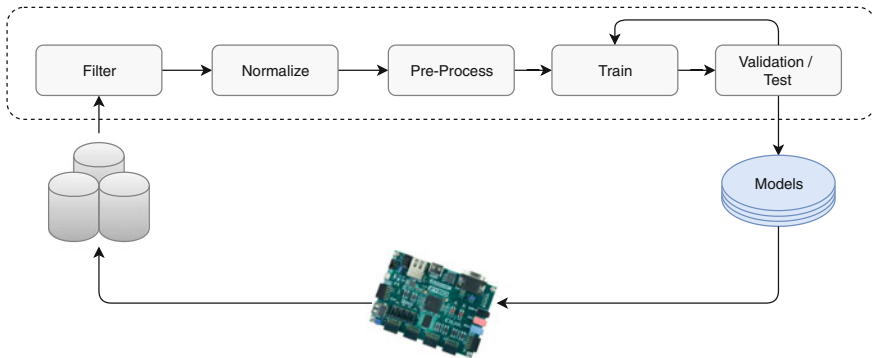 Filter
Normalize
Pre-Process
Train
Validation /
Test
Models